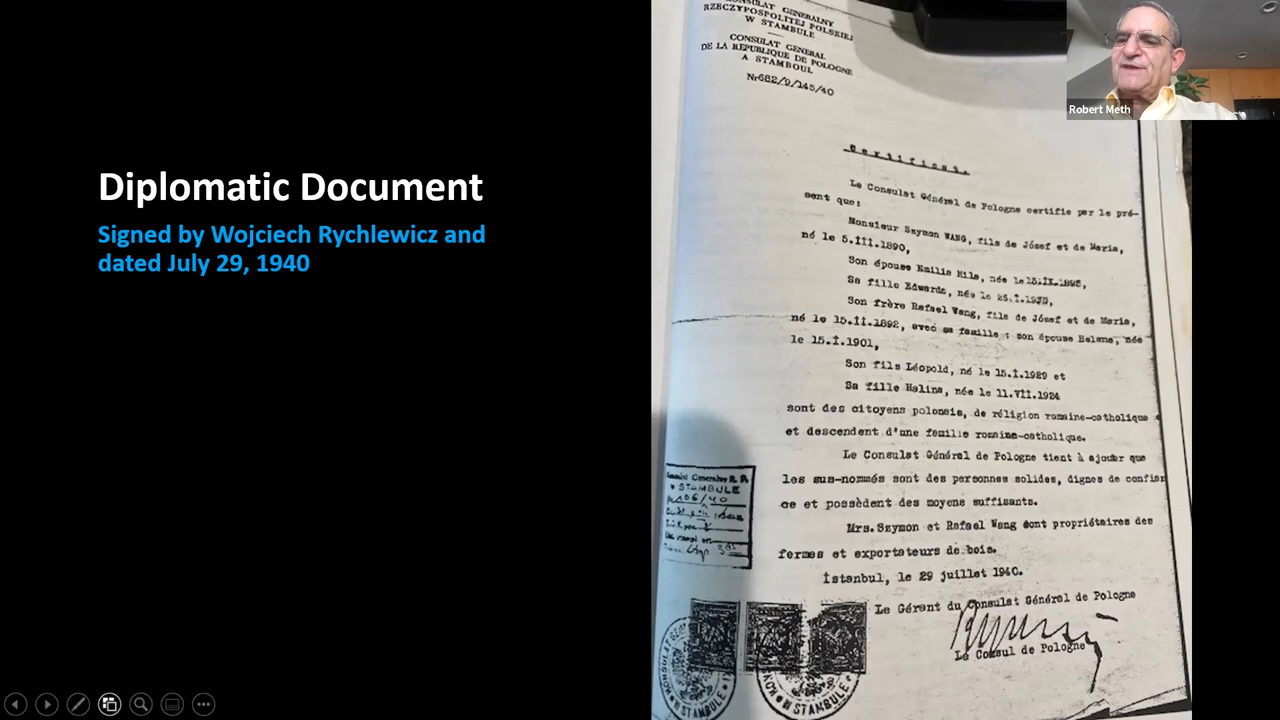 Diplomatic Document
Signed by Wojciech Rychlewicz and
dated July 29, 1940
Robert Meth
CONSULAT GENERALNY
RZECZYPOSPOLITEJ POLSKIEJ
W STAMBULE
CONSULAT GENERAL
DE LA REPUBLIQUE DE POLOGNE
A STAMBOUL
Nr682/9/145/40
Certificat.
Le Consulat Général de Pologne certifie par le pré-
sent que:
Monsieur Szymon WANG, fils de Józef et de Maria,
né le 5.III.1890,
Son épouse Emilia Mila, née le
Sa fille Edwarda, née le
Son frère Rafael Wang, fils de Józef et de Maria,
né le 15.II.1892, avec sa famille : son épouse Helena, née
le 15.I.1901,
Son fils Léopold, né le 15.I.1929 et
Sa fille Halina, née le 11.VII.1924
sont des citoyens polonais, de réligion romaine-catholique
et descendent d'une famille romaine-catholique.
Le Consulat Général de Pologne tient à ajouter que
les sus-nommés sont des personnes solides, dignes de confian
ce et possèdent des moyens suffisants.
Mrs. Szymon et Rafael Wang sont propriétaires des
fermes et exportateurs de bois.
İstanbul, le 29 juillet 1940.
Le Gérant du Consulat Général de Pologne
Le Consul de Pologne
W STAMBULE
106/40
KONSULAT
W STAMBULE
W STAMBULE